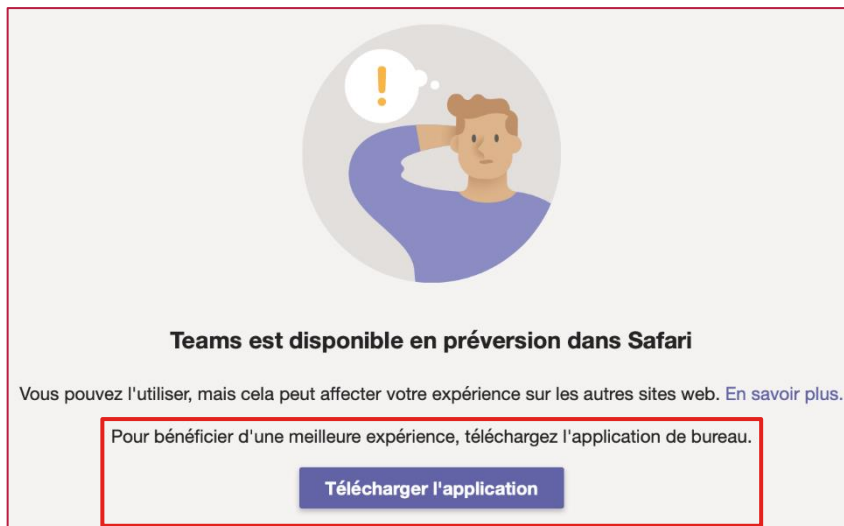 Teams est disponible en préversion dans Safari
Vous pouvez l'utiliser, mais cela peut affecter votre expérience sur les autres sites web. En savoir plus.
Pour bénéficier d'une meilleure expérience, téléchargez l'application de bureau.
Télécharger l'application